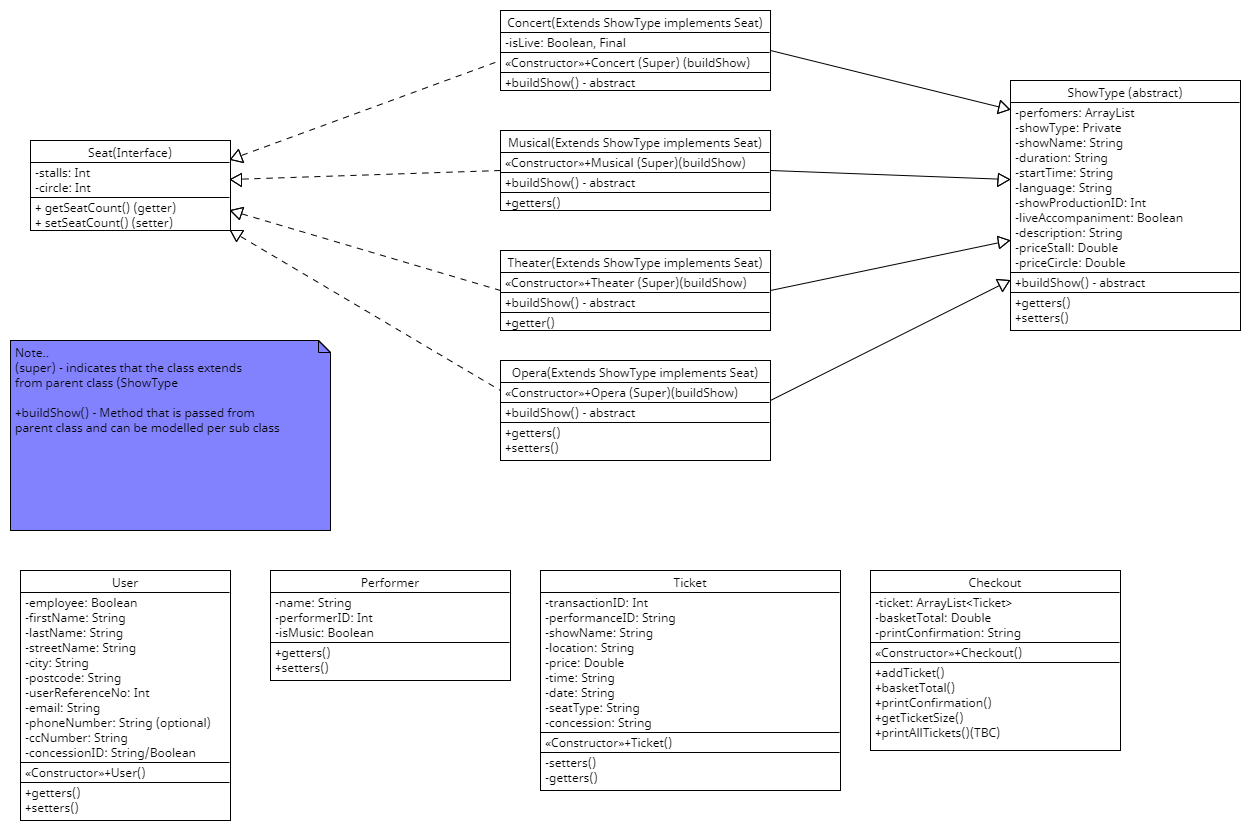 Concert(Extends ShowType implements Seat)
-isLive: Boolean, Final
«Constructor»+Concert (Super) (buildShow)
+buildShow() - abstract
ShowType (abstract)
-perfomers: ArrayList
-showType: Private
-showName: String
-duration: String
-startTime: String
-language: String
-showProductionID: Int
-liveAccompaniment: Boolean
-description: String
-priceStall: Double
-priceCircle: Double
+buildShow() - abstract
+getters()
+setters()
Seat(Interface)
-stalls: Int
-circle: Int
+ getSeatCount() (getter)
+ setSeatCount() (setter)
Musical(Extends ShowType implements Seat)
«Constructor»+Musical (Super)(buildShow)
+buildShow() - abstract
+getters()
Theater(Extends ShowType implements Seat)
«Constructor»+Theater (Super)(buildShow)
+buildShow() - abstract
+getter()
Opera(Extends ShowType implements Seat)
«Constructor»+Opera (Super)(buildShow)
+buildShow() - abstract
+getters()
+setters()
Note..
(super) - indicates that the class extends
from parent class (ShowType
+buildShow() - Method that is passed from
parent class and can be modelled per sub class
User
-employee: Boolean
-firstName: String
-lastName: String
-streetName: String
-city: String
-postcode: String
-userReferenceNo: Int
-email: String
-phoneNumber: String (optional)
-ccNumber: String
-concessionID: String/Boolean
«Constructor»+User()
+getters()
+setters()
Performer
-name: String
-performerID: Int
-isMusic: Boolean
+getters()
+setters()
Ticket
-transactionID: Int
-performanceID: String
-showName: String
-location: String
-price: Double
-time: String
-date: String
-seatType: String
-concession: String
«Constructor»+Ticket()
-setters()
-getters()
Checkout
-ticket: ArrayList<Ticket>
-basketTotal: Double
-printConfirmation: String
«Constructor»+Checkout()
+addTicket()
+basketTotal()
+printConfirmation()
+getTicketSize()
+printAllTickets()(TBC)